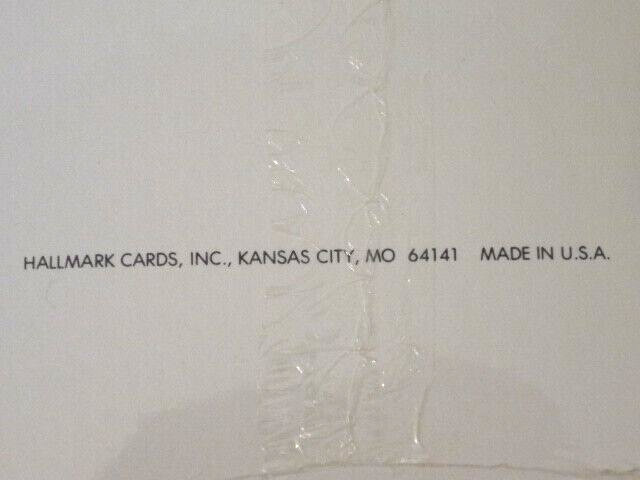 HALLMARK CARDS, INC., KANSAS CITY, MO 64141 MADE IN U.S.A.